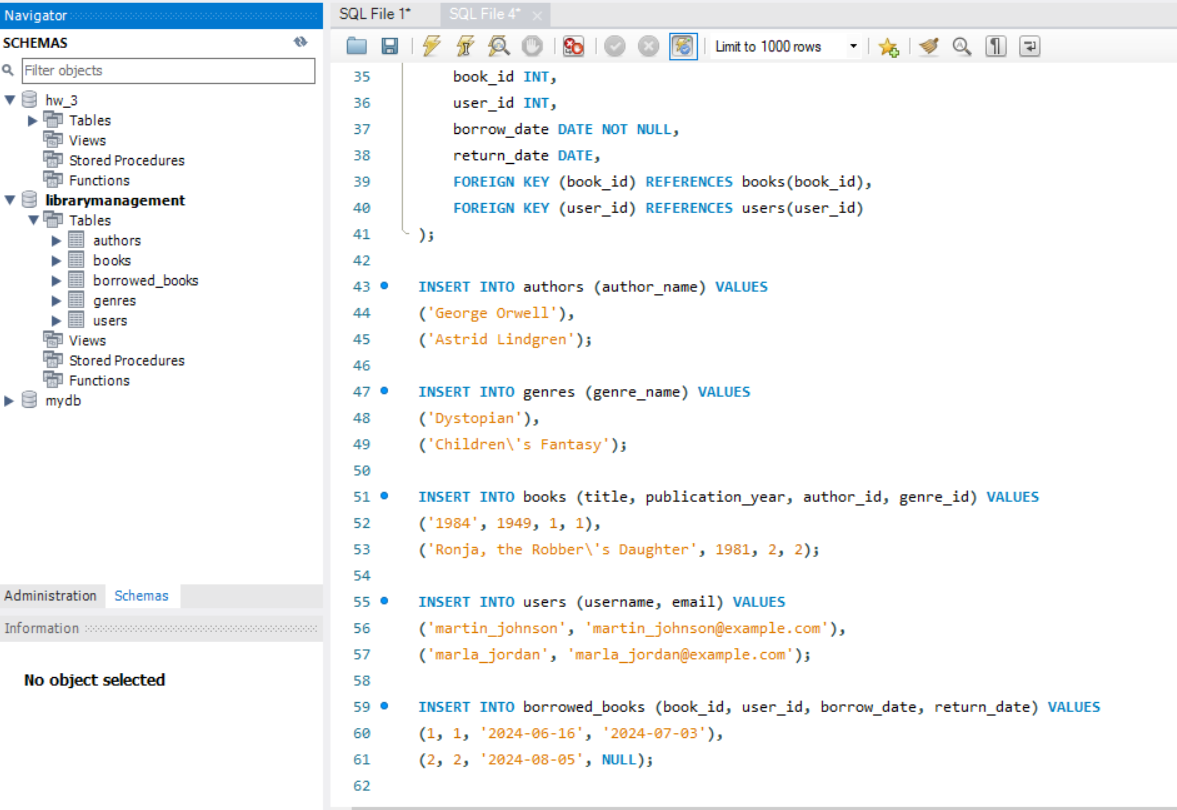 Navigator
SCHEMAS
Filter objects
hw_3
Tables
Views
Stored Procedures
Functions
librarymanagement
Tables
authors
books
borrowed_books
genres
users
Views
Stored Procedures
Functions
mydb
Administration Schemas
Information
No object selected
SQL File 1* SQL File 4*
Limit to 1000 rows
35 book_id INT,
36 user_id INT,
37 borrow_date DATE NOT NULL,
38 return_date DATE,
39 FOREIGN KEY (book_id) REFERENCES books(book_id),
40 FOREIGN KEY (user_id) REFERENCES users(user_id)
41 );
42
43 INSERT INTO authors (author_name) VALUES
44 ('George Orwell'),
45 ('Astrid Lindgren');
46
47 INSERT INTO genres (genre_name) VALUES
48 ('Dystopian'),
49 ('Children\'s Fantasy');
50
51 INSERT INTO books (title, publication_year, author_id, genre_id) VALUES
52 ('1984', 1949, 1, 1),
53 ('Ronja, the Robber\'s Daughter', 1981, 2, 2);
54
55 INSERT INTO users (username, email) VALUES
56 ('martin_johnson', 'martin_johnson@example.com'),
57 ('marla_jordan', 'marla_jordan@example.com');
58
59 INSERT INTO borrowed_books (book_id, user_id, borrow_date, return_date) VALUES
60 (1, 1, '2024-06-16', '2024-07-03'),
61 (2, 2, '2024-08-05', NULL);
62